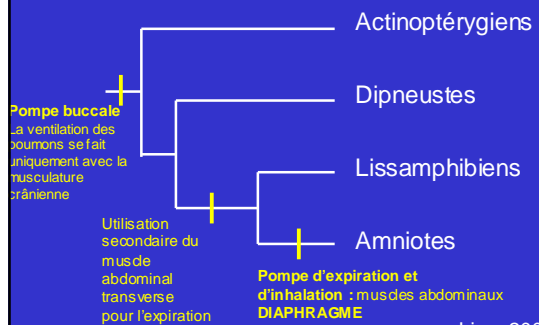 Actinoptérygiens
Dipneustes
Lissamphibiens
Amniotes
Pompe buccale
La ventilation des
poumons se fait
uniquement avec la
musculature
crânienne
Utilisation
secondaire du
muscle
abdominal
transverse
pour l'expiration
Pompe d'expiration et
d'inhalation : muscles abdominaux
DIAPHRAGME